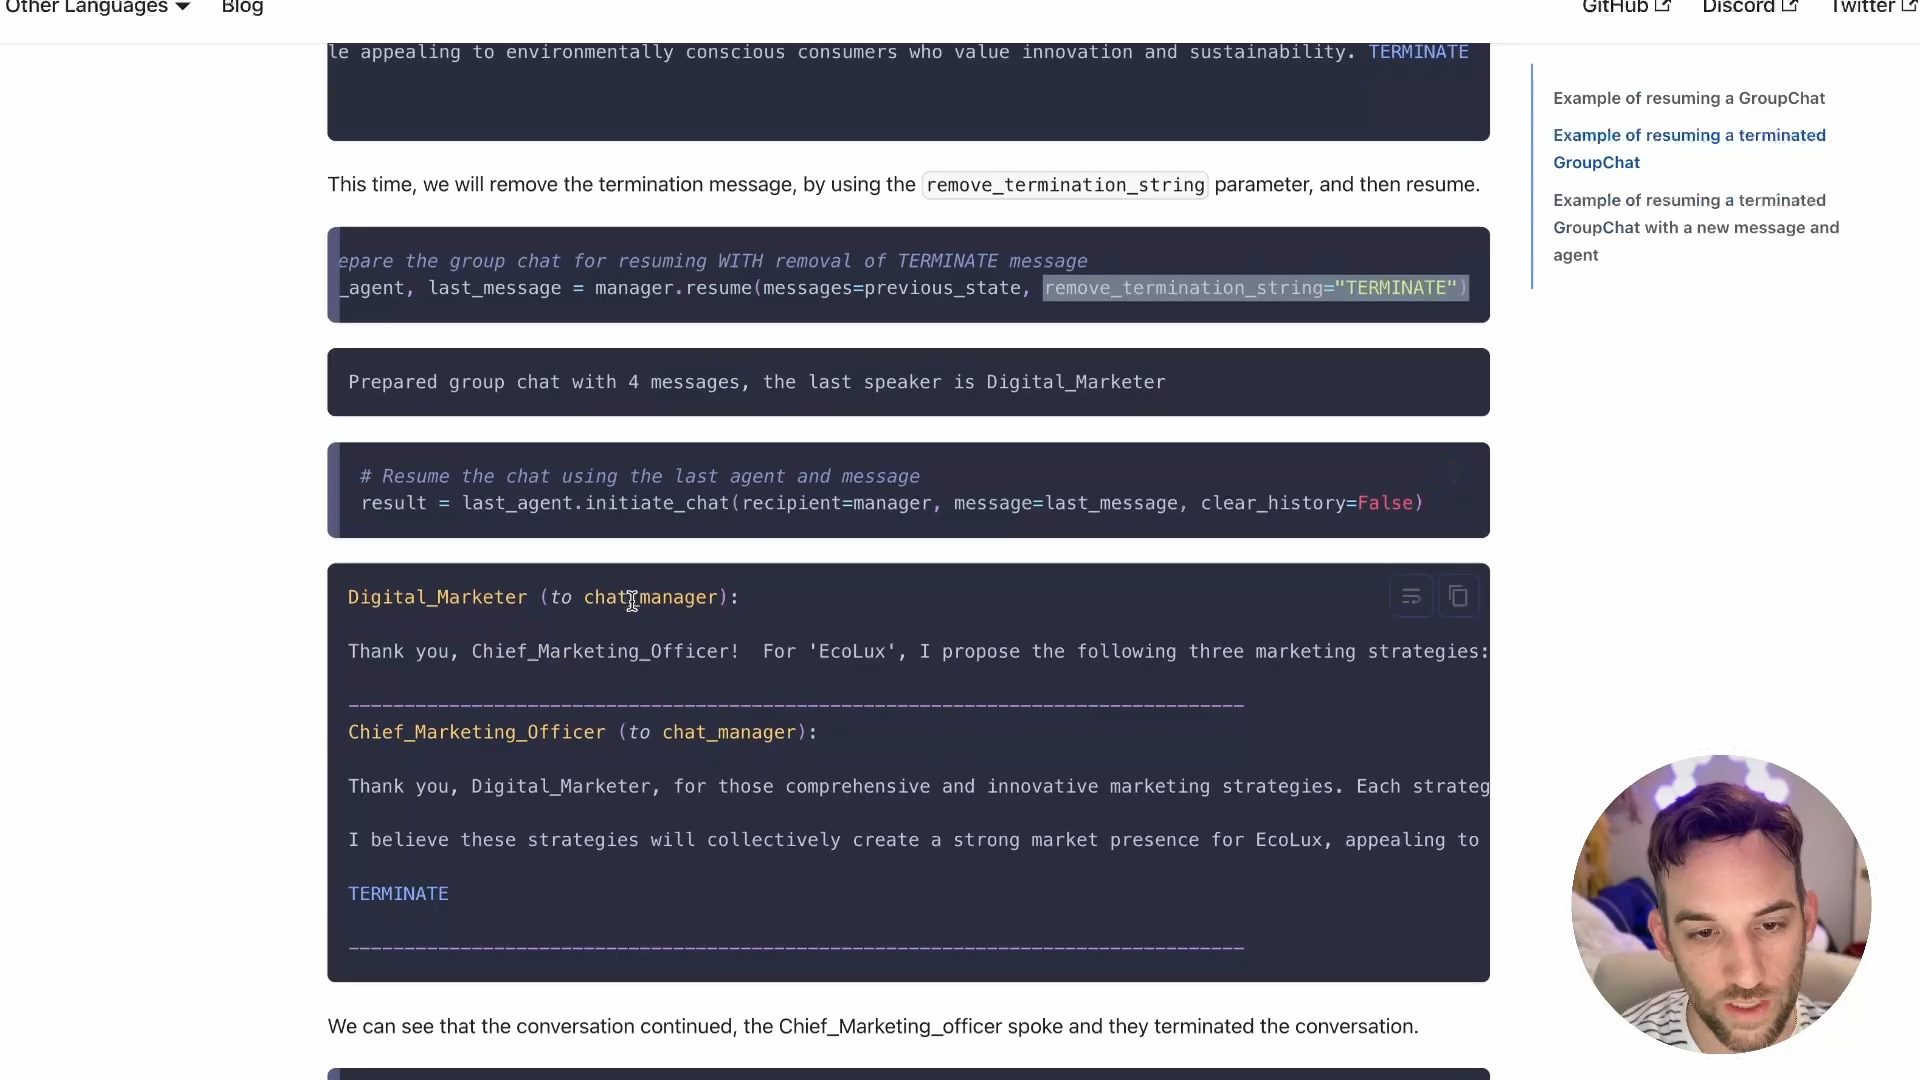 Other Languages
Blog
GitHub
Discord
Twitter
le appealing to environmentally conscious consumers who value innovation and sustainability. TERMINATE
This time, we will remove the termination message, by using the remove_termination_string parameter, and then resume.
epare the group chat for resuming WITH removal of TERMINATE message
_agent, last_message = manager.resume(messages=previous_state, remove_termination_string="TERMINATE")
Prepared group chat with 4 messages, the last speaker is Digital_Marketer
# Resume the chat using the last agent and message
result = last_agent.initiate_chat(recipient=manager, message=last_message, clear_history=False)
Digital_Marketer (to chat_manager):
Thank you, Chief_Marketing_Officer!  For 'EcoLux', I propose the following three marketing strategies:
--------------------------------------------------------------------------------
Chief_Marketing_Officer (to chat_manager):
Thank you, Digital_Marketer, for those comprehensive and innovative marketing strategies. Each strateg
I believe these strategies will collectively create a strong market presence for EcoLux, appealing to
TERMINATE
--------------------------------------------------------------------------------
We can see that the conversation continued, the Chief_Marketing_officer spoke and they terminated the conversation.
Example of resuming a GroupChat
Example of resuming a terminated
GroupChat
Example of resuming a terminated
GroupChat with a new message and
agent